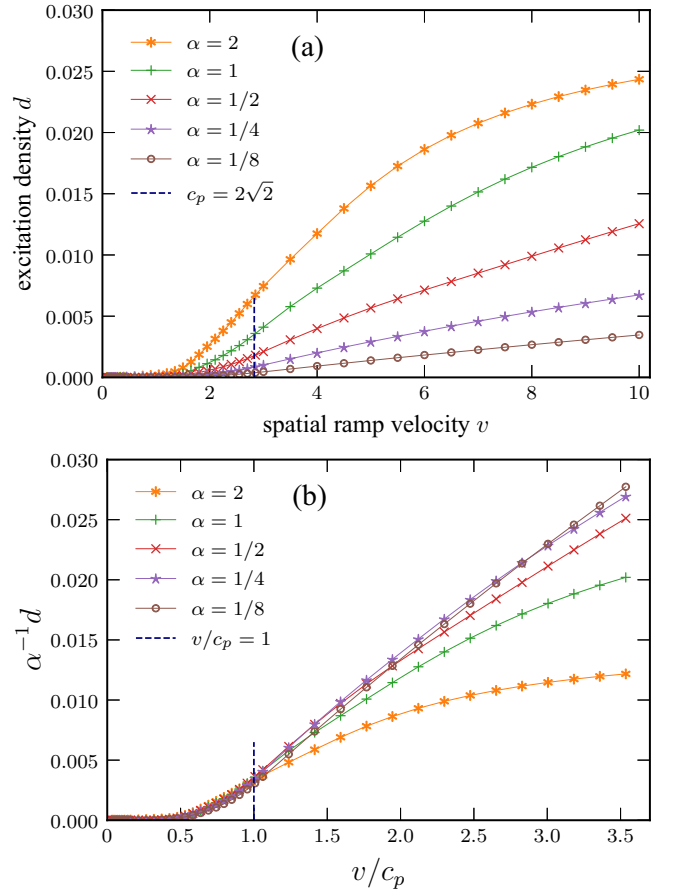 (a)
α = 2
α = 1
α = 1/2
α = 1/4
α = 1/8
c_p = 2√2
excitation density d
0.030
0.025
0.020
0.015
0.010
0.005
0.000
0 2 4 6 8 10
spatial ramp velocity v
(b)
α = 2
α = 1
α = 1/2
α = 1/4
α = 1/8
v/c_p = 1
α⁻¹d
0.030
0.025
0.020
0.015
0.010
0.005
0.000
0.0 0.5 1.0 1.5 2.0 2.5 3.0 3.5
v/c_p